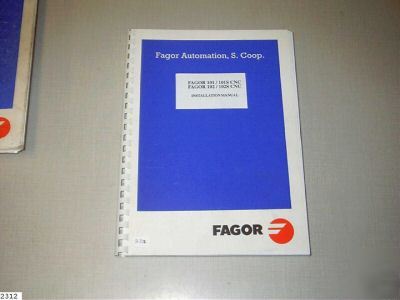 Fagor Automation, S. Coop.
FAGOR 101 / 101S CNC
FAGOR 102 / 102S CNC
INSTALLATION MANUAL
FAGOR
2312